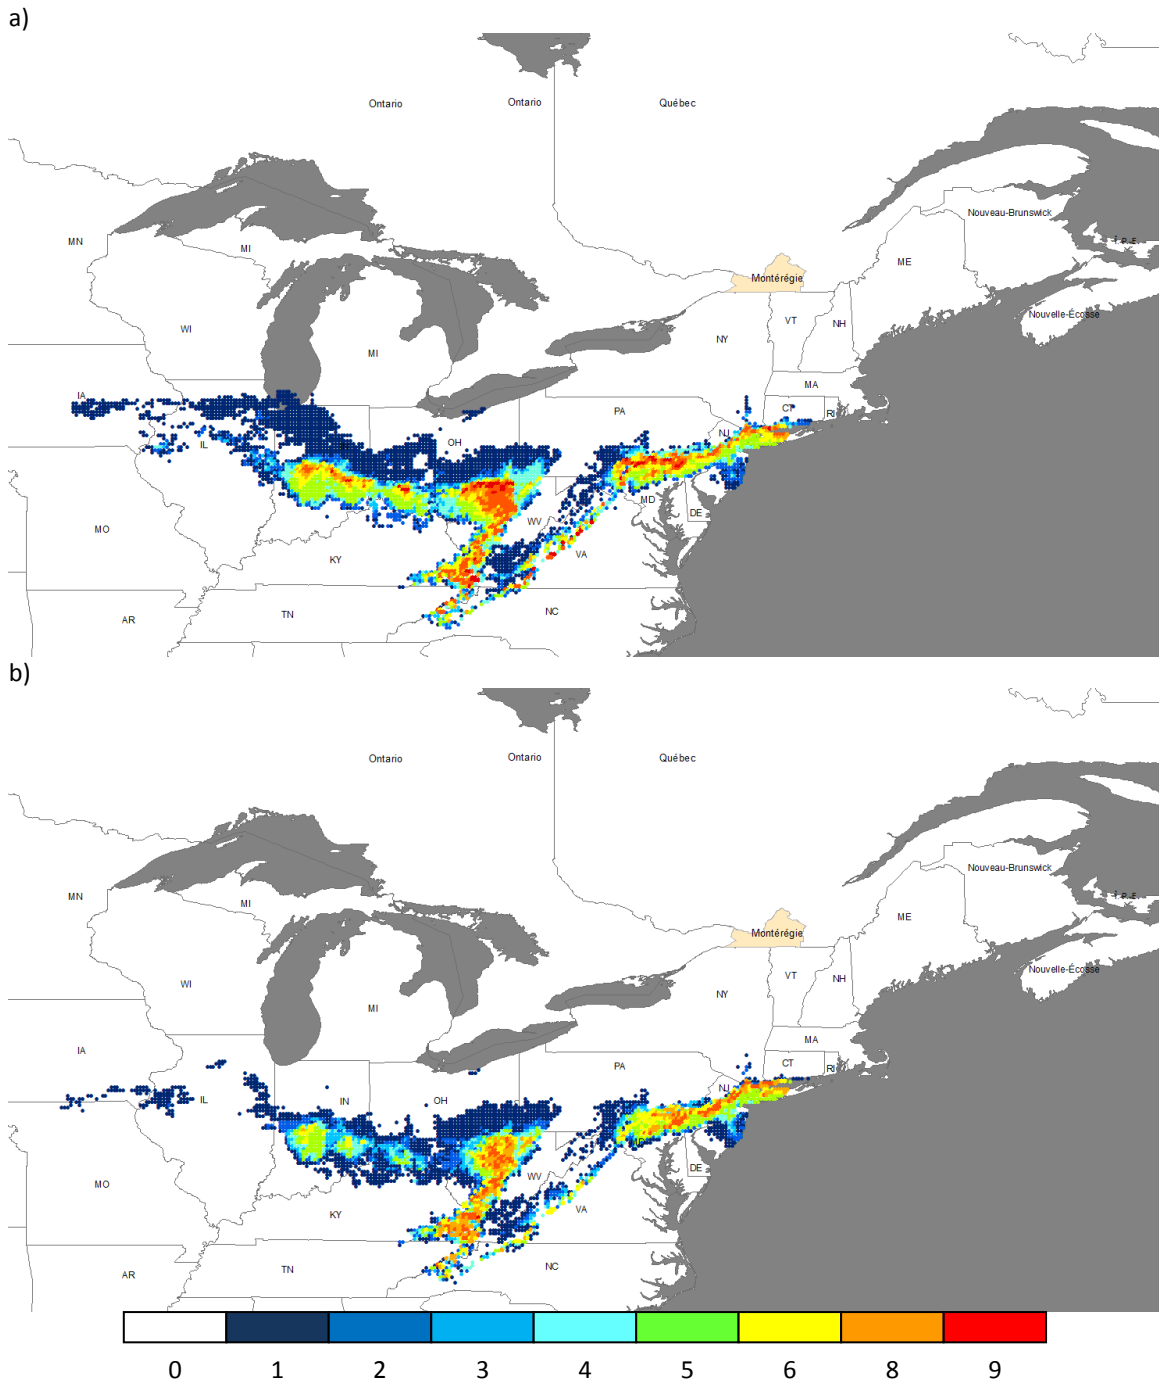 a)
Ontario
Ontario
Québec
Nouveau-Brunswick
Î.-P.-É.
MN
MI
ME
Montérégie
Nouvelle-Écosse
WI
VT
NH
NY
MI
MA
IA
PA
CT
RI
NJ
IL
OH
MD
DE
MO
WV
VA
KY
NC
TN
AR
b)
Ontario
Ontario
Québec
Nouveau-Brunswick
Î.-P.-É.
MN
MI
ME
Montérégie
Nouvelle-Écosse
WI
VT
NH
NY
MI
MA
IA
PA
CT
RI
NJ
IL
IN
OH
MD
DE
MO
WV
VA
KY
NC
TN
AR
0 1 2 3 4 5 6 8 9